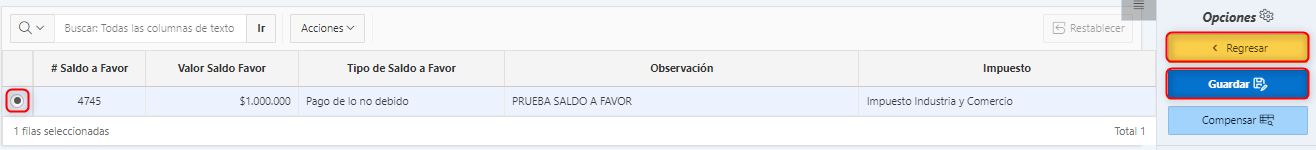 Buscar: Todas las columnas de texto Ir Acciones Restablecer
# Saldo a Favor Valor Saldo Favor Tipo de Saldo a Favor Observación Impuesto
4745 $1.000.000 Pago de lo no debido PRUEBA SALDO A FAVOR Impuesto Industria y Comercio
1 filas seleccionadas Total 1
Opciones
Regresar
Guardar
Compensar